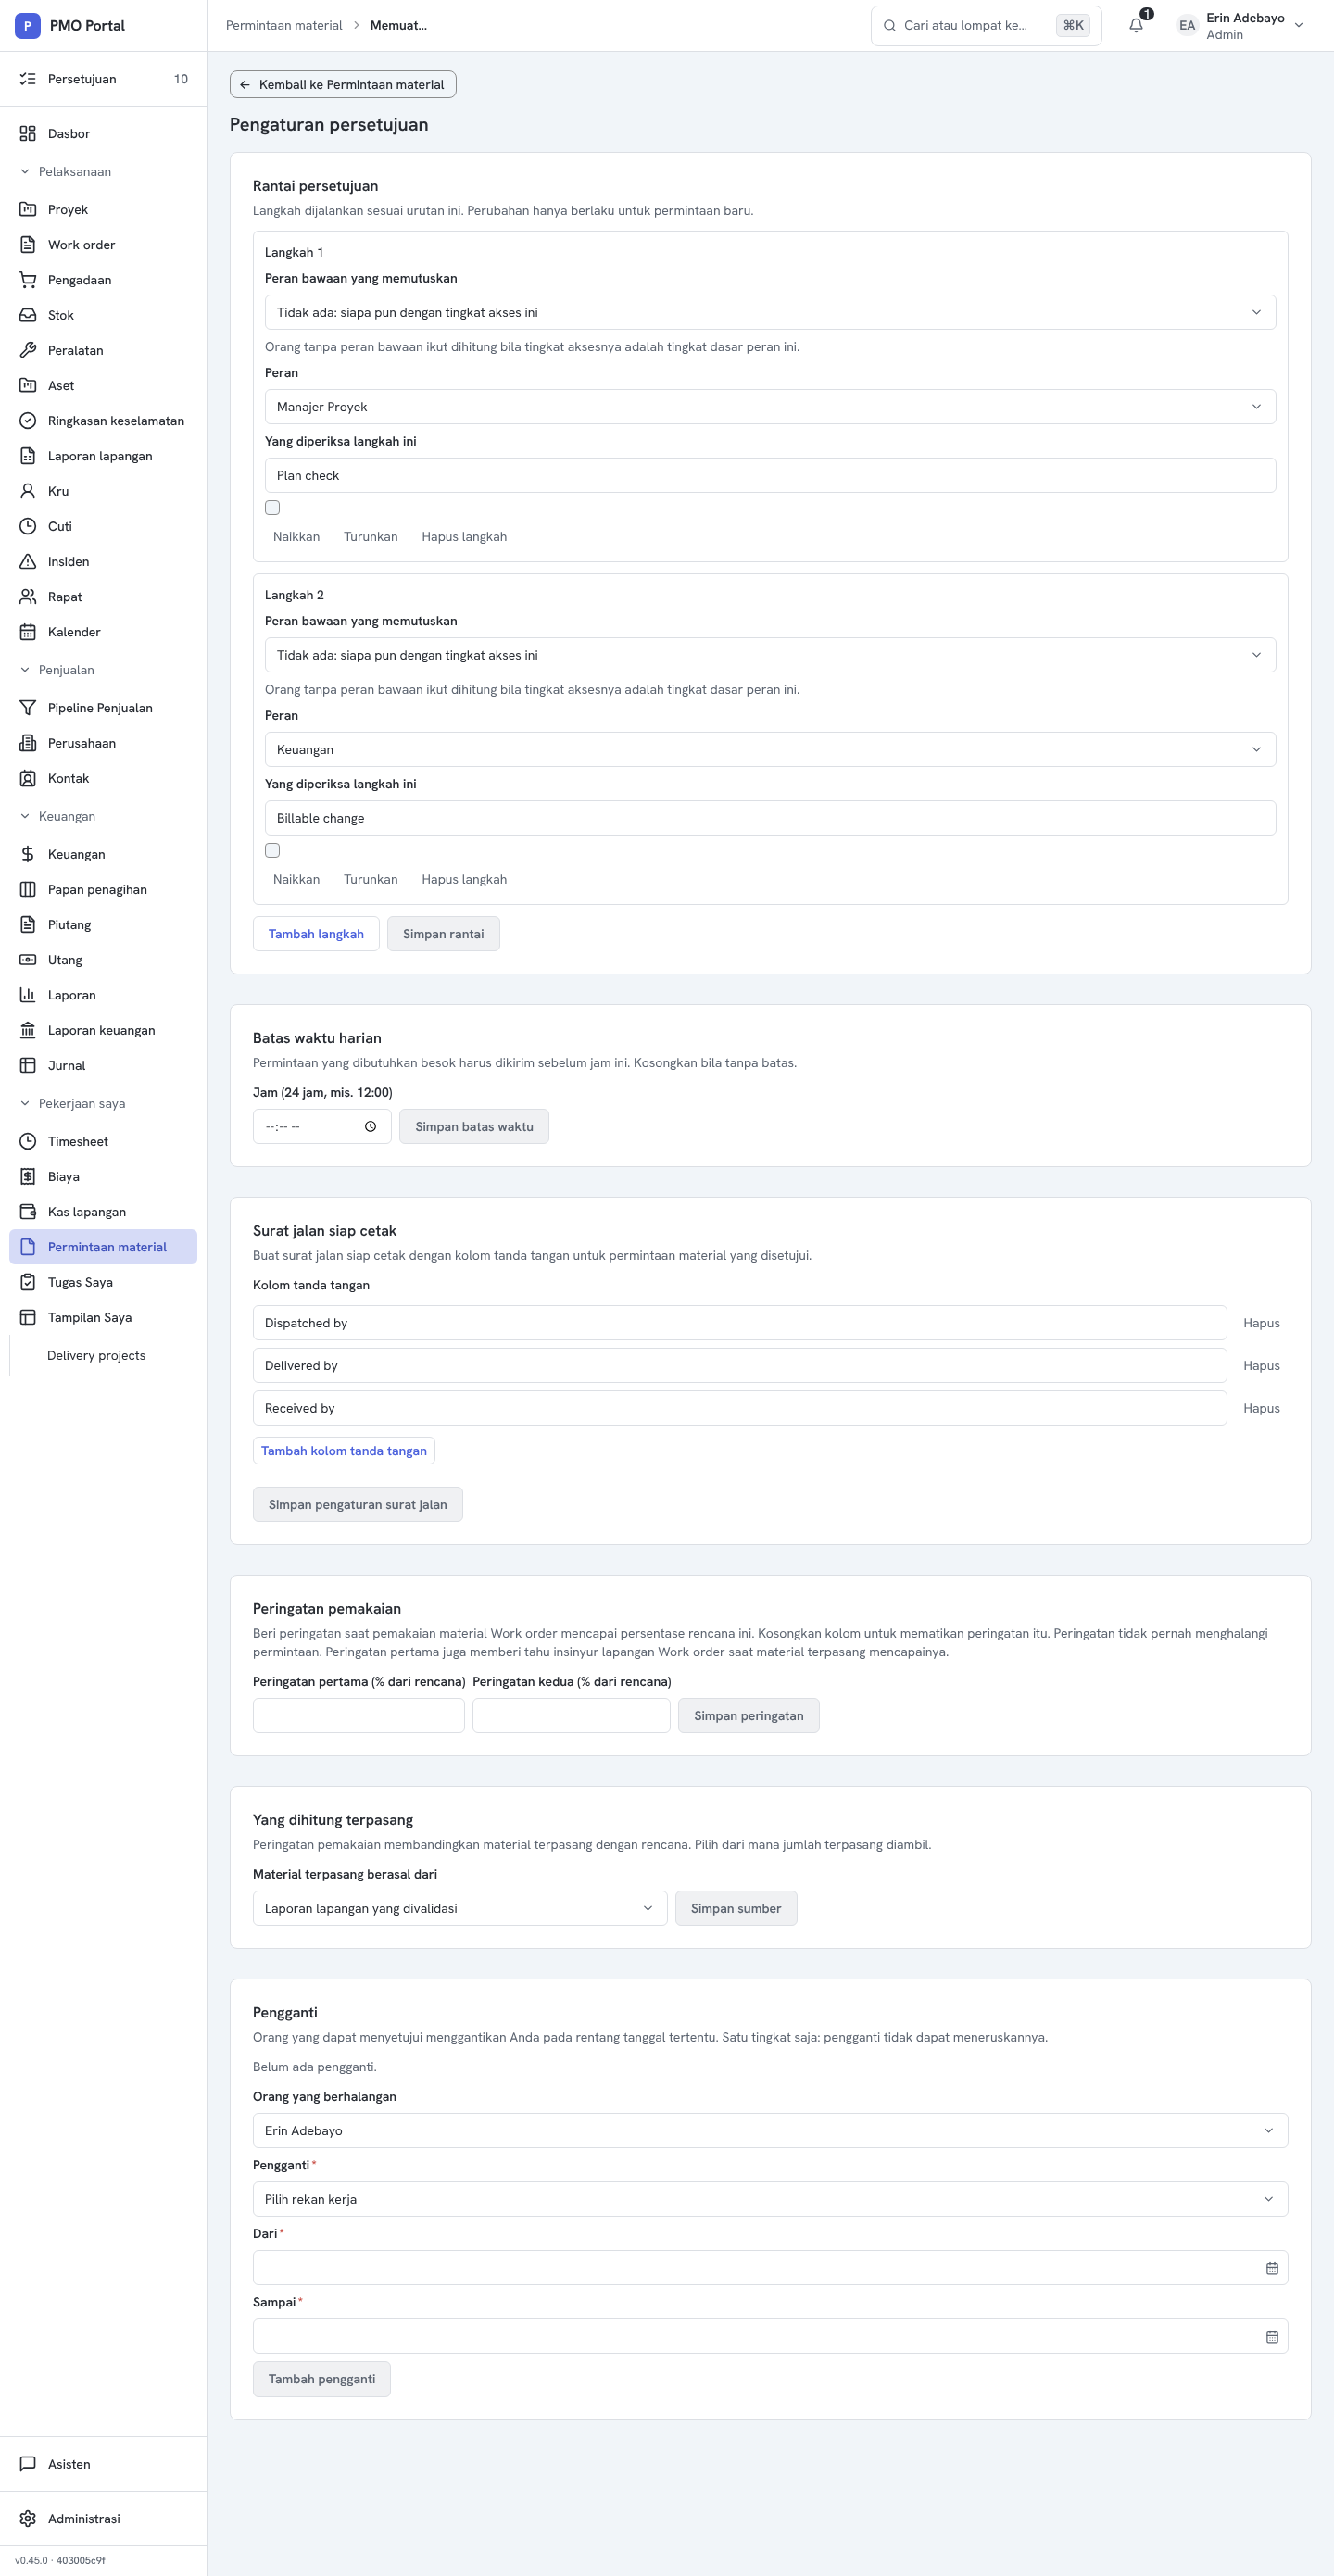 P PMO Portal
Permintaan material > Memuat...
Cari atau lompat ke... ⌘K
1
EA Erin Adebayo
Admin
Persetujuan 10
Dasbor
Pelaksanaan
Proyek
Work order
Pengadaan
Stok
Peralatan
Aset
Ringkasan keselamatan
Laporan lapangan
Kru
Cuti
Insiden
Rapat
Kalender
Penjualan
Pipeline Penjualan
Perusahaan
Kontak
Keuangan
Keuangan
Papan penagihan
Piutang
Utang
Laporan
Laporan keuangan
Jurnal
Pekerjaan saya
Timesheet
Biaya
Kas lapangan
Permintaan material
Tugas Saya
Tampilan Saya
Delivery projects
Asisten
Administrasi
v0.45.0 · 403005c9f
Kembali ke Permintaan material
Pengaturan persetujuan
Rantai persetujuan
Langkah dijalankan sesuai urutan ini. Perubahan hanya berlaku untuk permintaan baru.
Langkah 1
Peran bawaan yang memutuskan
Tidak ada: siapa pun dengan tingkat akses ini
Orang tanpa peran bawaan ikut dihitung bila tingkat aksesnya adalah tingkat dasar peran ini.
Peran
Manajer Proyek
Yang diperiksa langkah ini
Plan check
Naikkan Turunkan Hapus langkah
Langkah 2
Peran bawaan yang memutuskan
Tidak ada: siapa pun dengan tingkat akses ini
Orang tanpa peran bawaan ikut dihitung bila tingkat aksesnya adalah tingkat dasar peran ini.
Peran
Keuangan
Yang diperiksa langkah ini
Billable change
Naikkan Turunkan Hapus langkah
Tambah langkah Simpan rantai
Batas waktu harian
Permintaan yang dibutuhkan besok harus dikirim sebelum jam ini. Kosongkan bila tanpa batas.
Jam (24 jam, mis. 12:00)
--:-- -- Simpan batas waktu
Surat jalan siap cetak
Buat surat jalan siap cetak dengan kolom tanda tangan untuk permintaan material yang disetujui.
Kolom tanda tangan
Dispatched by Hapus
Delivered by Hapus
Received by Hapus
Tambah kolom tanda tangan
Simpan pengaturan surat jalan
Peringatan pemakaian
Beri peringatan saat pemakaian material Work order mencapai persentase rencana ini. Kosongkan kolom untuk mematikan peringatan itu. Peringatan tidak pernah menghalangi
permintaan. Peringatan pertama juga memberi tahu insinyur lapangan Work order saat material terpasang mencapainya.
Peringatan pertama (% dari rencana) Peringatan kedua (% dari rencana)
Simpan peringatan
Yang dihitung terpasang
Peringatan pemakaian membandingkan material terpasang dengan rencana. Pilih dari mana jumlah terpasang diambil.
Material terpasang berasal dari
Laporan lapangan yang divalidasi Simpan sumber
Pengganti
Orang yang dapat menyetujui menggantikan Anda pada rentang tanggal tertentu. Satu tingkat saja: pengganti tidak dapat meneruskannya.
Belum ada pengganti.
Orang yang berhalangan
Erin Adebayo
Pengganti *
Pilih rekan kerja
Dari *
Sampai *
Tambah pengganti